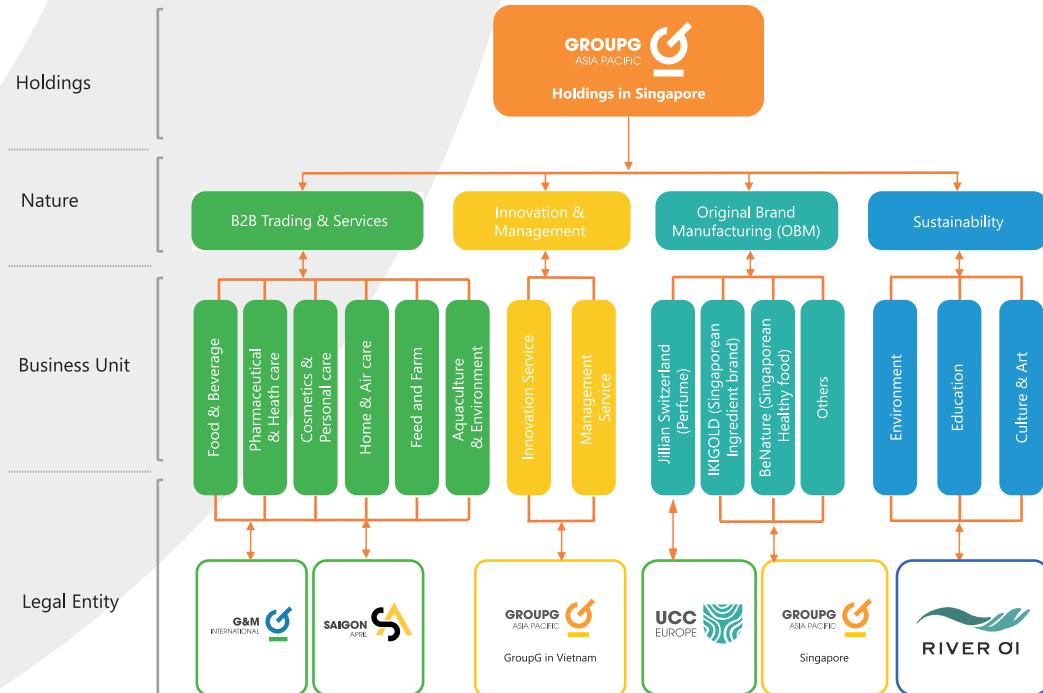 GROUPG
ASIA PACIFIC
Holdings in Singapore
Holdings
Nature
B2B Trading & Services
Innovation &
Management
Original Brand
Manufacturing (OBM)
Sustainability
Business Unit
Food & Beverage
Pharmaceutical
& Heath care
Cosmetics &
Personal care
Home & Air care
Feed and Farm
Aquaculture
& Environment
Innovation Service
Management
Service
Jillian Switzerland
(Perfume)
IKIGOLD (Singaporean
Ingredient brand)
BeNature (Singaporean
Healthy food)
Others
Environment
Education
Culture & Art
Legal Entity
G&M
INTERNATIONAL
SAIGON
APRIL
GROUPG
ASIA PACIFIC
GroupG in Vietnam
UCC
EUROPE
GROUPG
ASIA PACIFIC
Singapore
RIVER ƠI